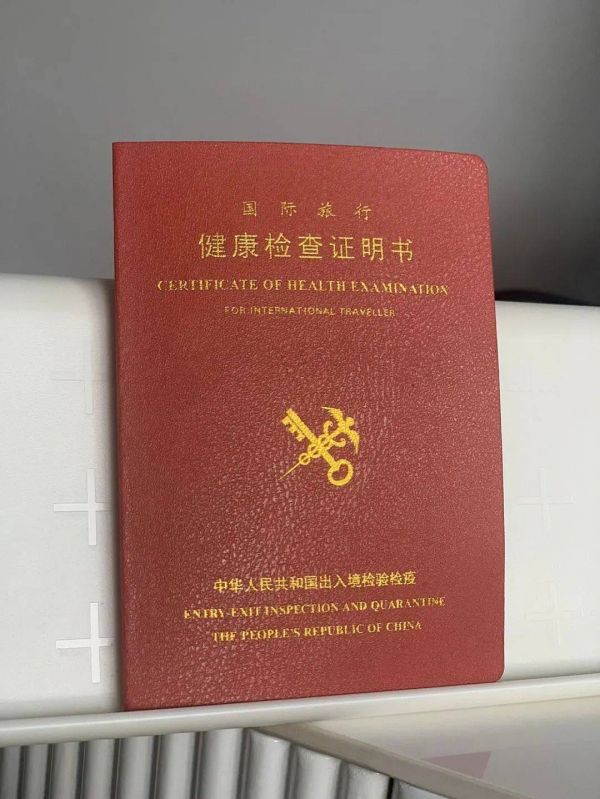 国际旅行
健康检查证明书
CERTIFICATE OF HEALTH EXAMINATION
FOR INTERNATIONAL TRAVELLER
中华人民共和国出入境检验检疫
ENTRY-EXIT INSPECTION AND QUARANTINE
THE PEOPLE'S REPUBLIC OF CHINA